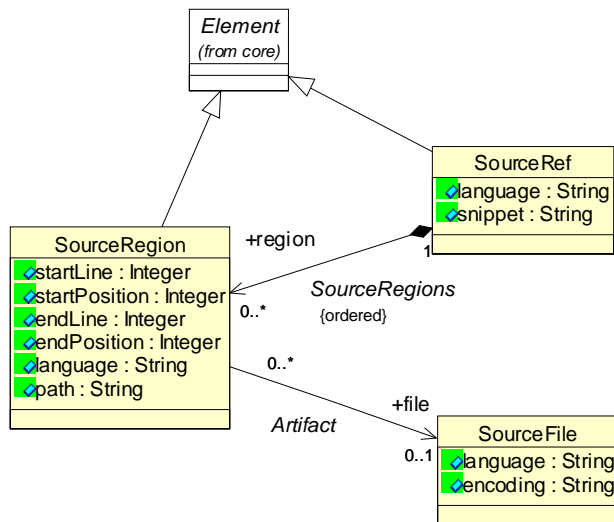 Element
(from core)
SourceRef
language : String
snippet : String
SourceRegion
startLine : Integer
startPosition : Integer
endLine : Integer
endPosition : Integer
language : String
path : String
+region
1
SourceRegions
0..*
{ordered}
0..*
+file
Artifact
0..1
SourceFile
language : String
encoding : String